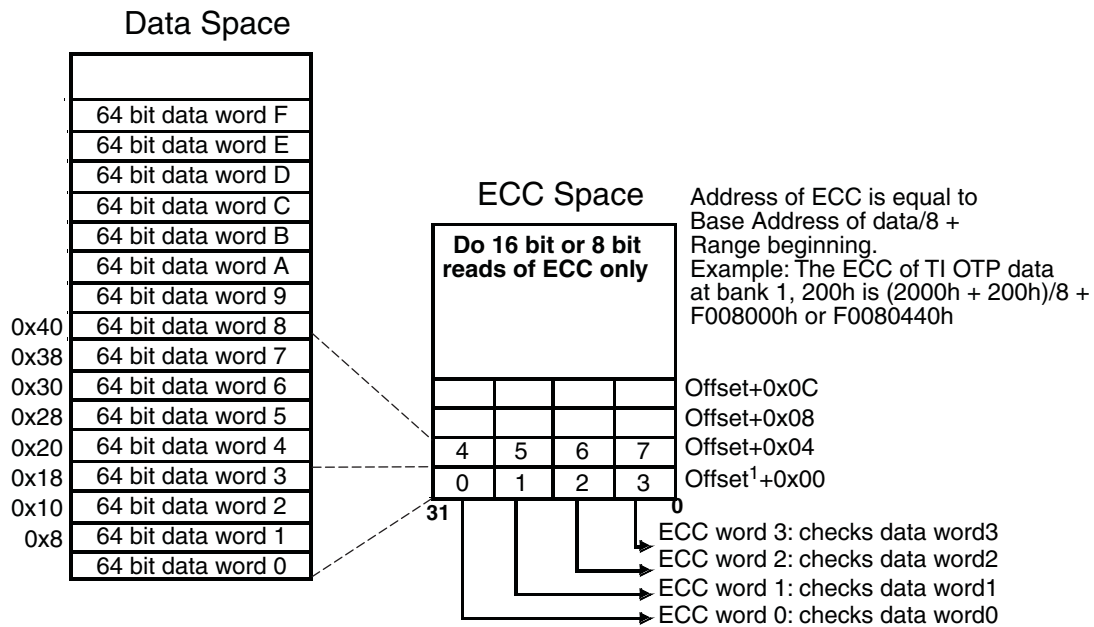 Data Space
64 bit data word F
64 bit data word E
64 bit data word D
64 bit data word C
64 bit data word B
64 bit data word A
64 bit data word 9
0x40 64 bit data word 8
0x38 64 bit data word 7
0x30 64 bit data word 6
0x28 64 bit data word 5
0x20 64 bit data word 4
0x18 64 bit data word 3
0x10 64 bit data word 2
0x8 64 bit data word 1
64 bit data word 0
ECC Space
Do 16 bit or 8 bit
reads of ECC only
Offset+0x0C
Offset+0x08
4 5 6 7 Offset+0x04
0 1 2 3 Offset¹+0x00
31 0
Address of ECC is equal to
Base Address of data/8 +
Range beginning.
Example: The ECC of TI OTP data
at bank 1, 200h is (2000h + 200h)/8 +
F008000h or F0080440h
ECC word 3: checks data word3
ECC word 2: checks data word2
ECC word 1: checks data word1
ECC word 0: checks data word0